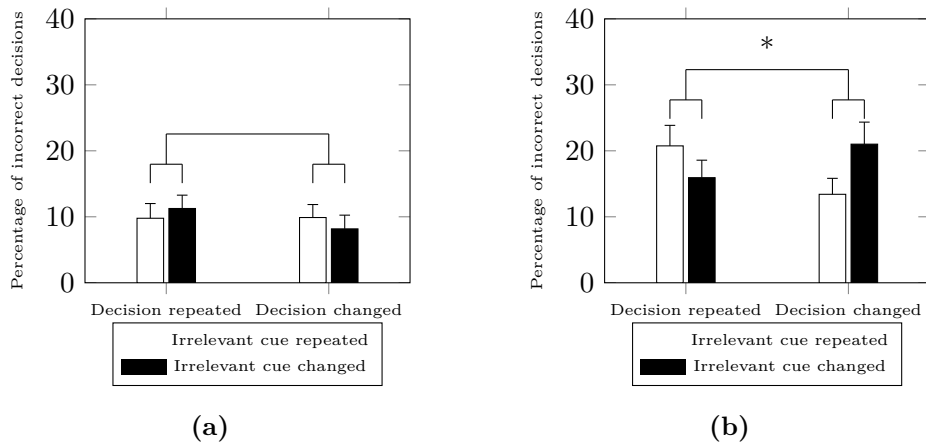 Percentage of incorrect decisions
40
30
20
10
0
Decision repeated Decision changed
Irrelevant cue repeated
Irrelevant cue changed
(a)
Percentage of incorrect decisions
40
30
20
10
0
*
Decision repeated Decision changed
Irrelevant cue repeated
Irrelevant cue changed
(b)